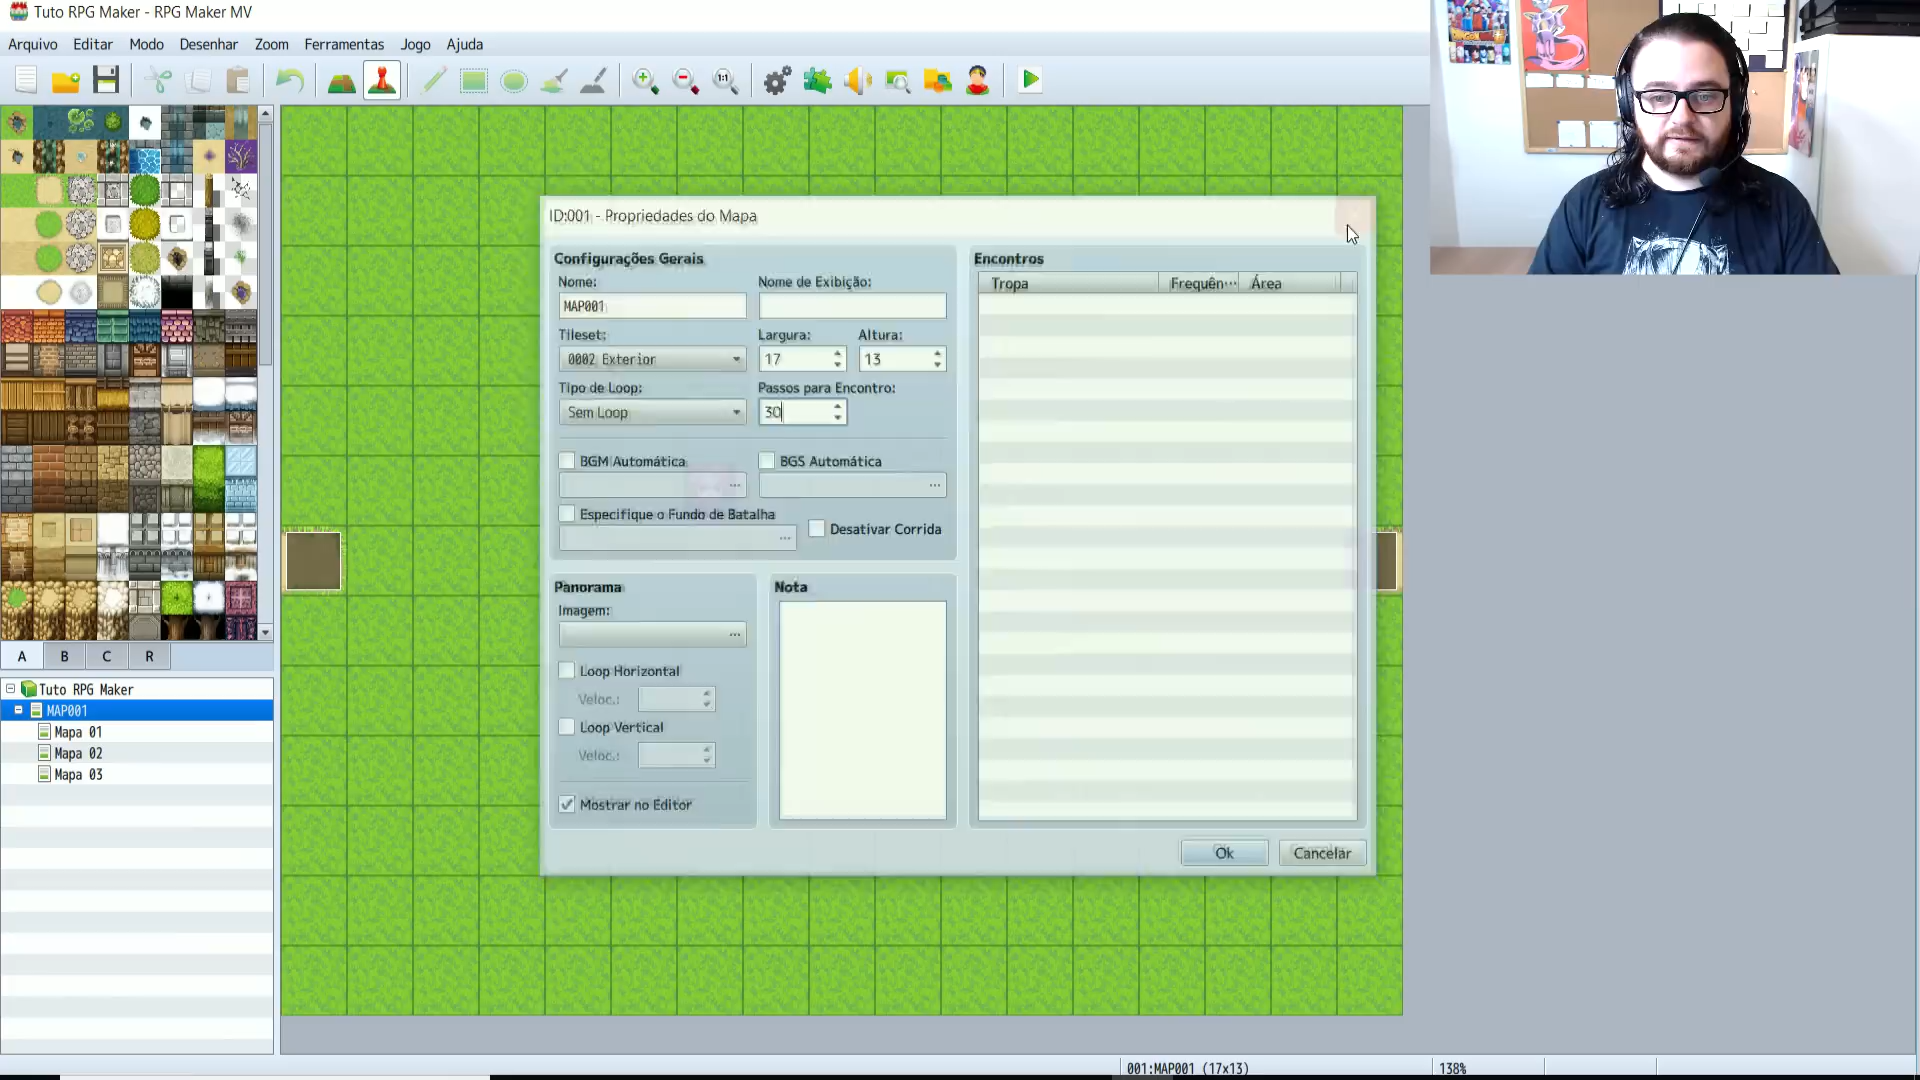 Tuto RPG Maker - RPG Maker MV
Arquivo Editar Modo Desenhar Zoom Ferramentas Jogo Ajuda
1:1
ID:001 - Propriedades do Mapa
Configurações Gerais
Nome: Nome de Exibição:
MAP001
Tileset: Largura: Altura:
0002 Exterior 17 13
Tipo de Loop: Passos para Encontro:
Sem Loop 30
BGM Automática BGS Automática
... ...
Especifique o Fundo de Batalha
Desativar Corrida
...
Panorama
Imagem:
...
Loop Horizontal
Veloc.:
Loop Vertical
Veloc.:
Mostrar no Editor
Nota
Encontros
Tropa Frequên··· Área
Ok Cancelar
A B C R
Tuto RPG Maker
MAP001
Mapa 01
Mapa 02
Mapa 03
001:MAP001 (17x13) 138%